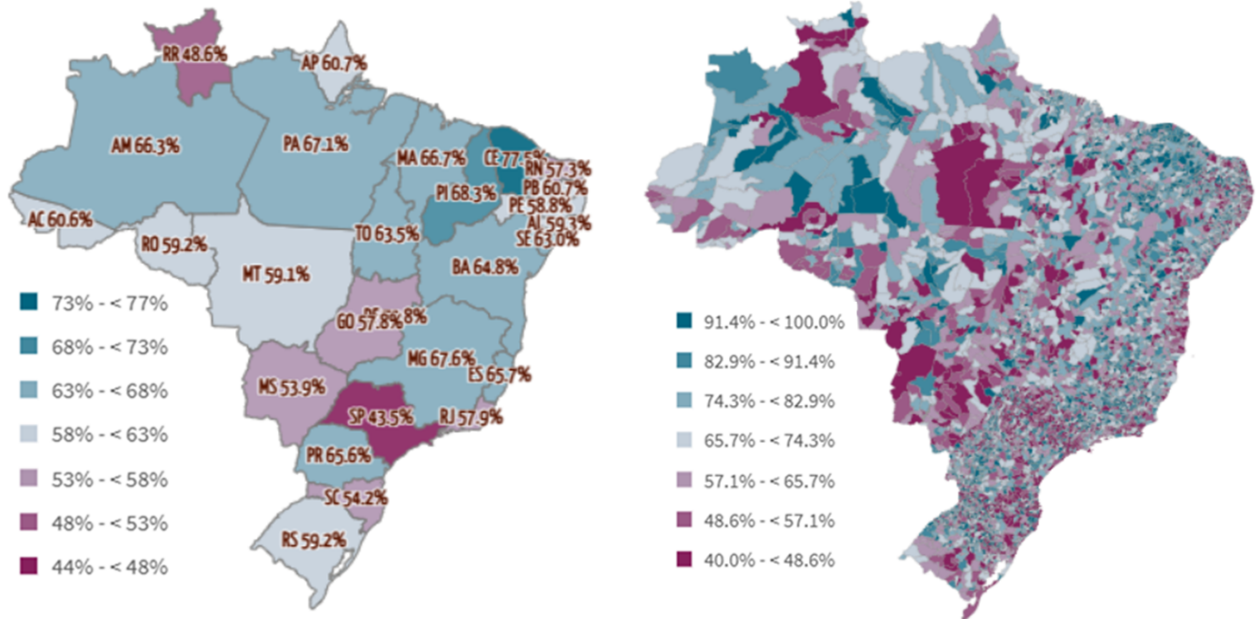 RR 48.6%
AP 60.7%
AM 66.3%
PA 67.1%
MA 66.7%
CE 77.5%
RN 57.3%
PI 68.3%
PB 60.7%
PE 58.8%
AL 59.3%
AC 60.6%
TO 63.5%
SE 63.0%
RO 59.2%
BA 64.8%
MT 59.1%
GO 57.8%
MG 67.6%
ES 65.7%
MS 53.9%
SP 43.5%
RJ 57.9%
PR 65.6%
SC 54.2%
RS 59.2%
73% - < 77%
68% - < 73%
63% - < 68%
58% - < 63%
53% - < 58%
48% - < 53%
44% - < 48%
91.4% - < 100.0%
82.9% - < 91.4%
74.3% - < 82.9%
65.7% - < 74.3%
57.1% - < 65.7%
48.6% - < 57.1%
40.0% - < 48.6%